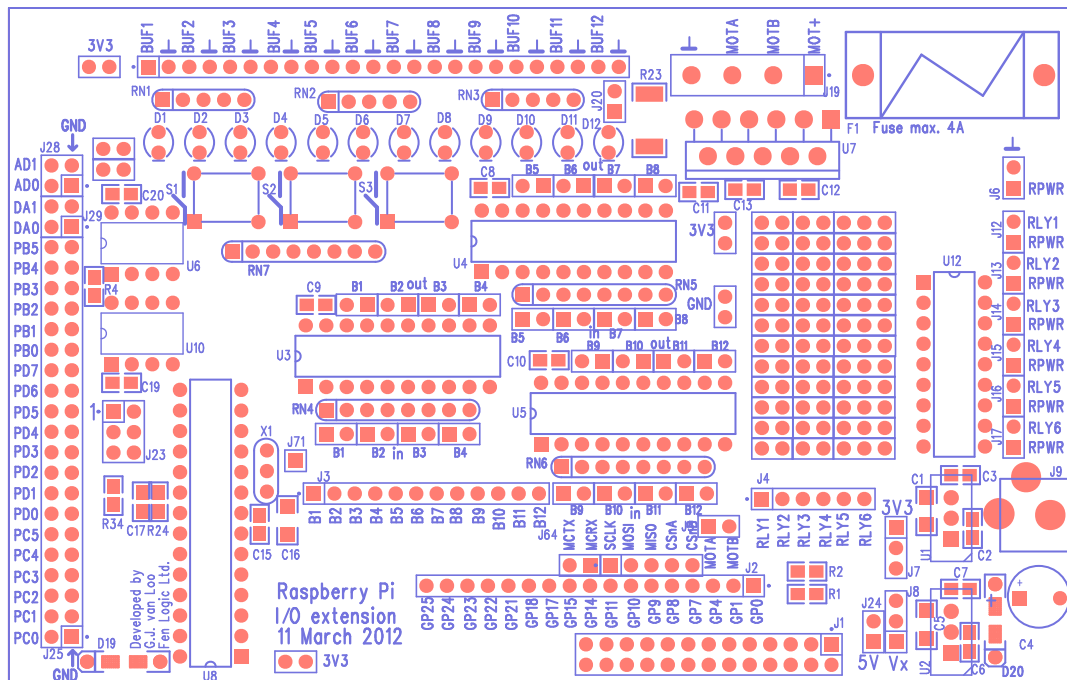 3V3
BUF1
BUF2
BUF3
BUF4
BUF5
BUF6
BUF7
BUF8
BUF9
BUF10
BUF11
BUF12
MOTA
MOTB
MOT+
J19
RN1
RN2
RN3
J20
R23
F1
Fuse max. 4A
U7
GND
J28
D1
D2
D3
D4
D5
D6
D7
D8
D9
D10
D11
D12
AD1
AD0
DA1
DA0
J29
C20
S1
S2
S3
C8
B5
B6
out
B7
B8
C11
C13
C12
J6
RPWR
PB5
PB4
PB3
PB2
PB1
PB0
PD7
PD6
PD5
PD4
PD3
PD2
PD1
PD0
PC5
PC4
PC3
PC2
PC1
PC0
J25
GND
U6
R4
U10
C19
1
J23
RN7
U4
3V3
GND
RN5
B5
B6
in
B7
B8
C9
B1
B2
out
B3
B4
U3
RN4
B1
B2
in
B3
B4
C10
B9
B10
out
B11
B12
U5
RN6
B9
B10
in
B11
B12
J12
RLY1
RPWR
J13
RLY2
RPWR
J14
RLY3
RPWR
J15
RLY4
RPWR
J16
RLY5
RPWR
J17
RLY6
RPWR
U12
X1
J71
J3
B1
B2
B3
B4
B5
B6
B7
B8
B9
B10
B11
B12
R34
C17
R24
C15
C16
J64
MCTX
MCRX
SCLK
MOSI
MISO
CSnA
CSnB
MOTA
MOTB
J4
RLY1
RLY2
RLY3
RLY4
RLY5
RLY6
C1
C3
J9
3V3
U1
C2
J7
J2
R2
R1
GP25
GP24
GP23
GP22
GP21
GP18
GP17
GP15
GP14
GP11
GP10
GP9
GP8
GP7
GP4
GP1
GP0
J1
J24
J8
C7
C5
5V
Vx
U2
C6
+
C4
D20
Raspberry Pi
I/O extension
11 March 2012
3V3
D19
Developed by
G.J. van Loo
Fen Logic Ltd.
U8